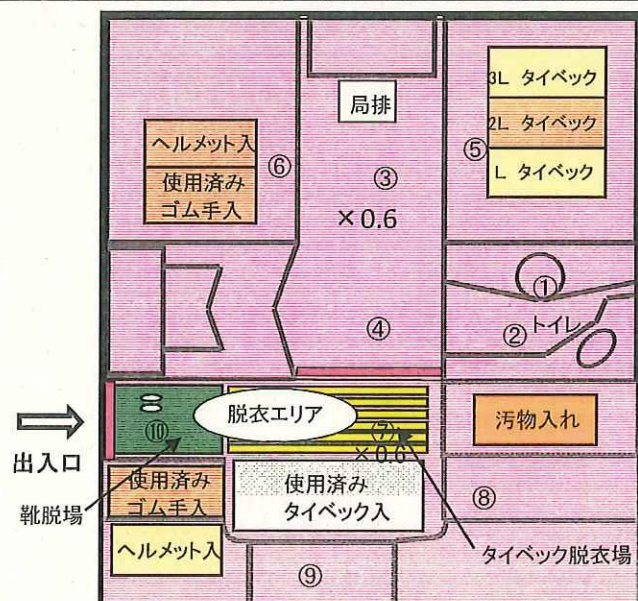 3L タイベック
2L タイベック
L タイベック
局排
ヘルメット入
使用済み
ゴム手入
⑥
③
⑤
×0.6
①
④
②
トイレ
脱衣エリア
⑩
(7)
×0.6
汚物入れ
出入口
靴脱場
使用済み
ゴム手入
使用済み
タイベック入
⑧
ヘルメット入
⑨
タイベック脱衣場